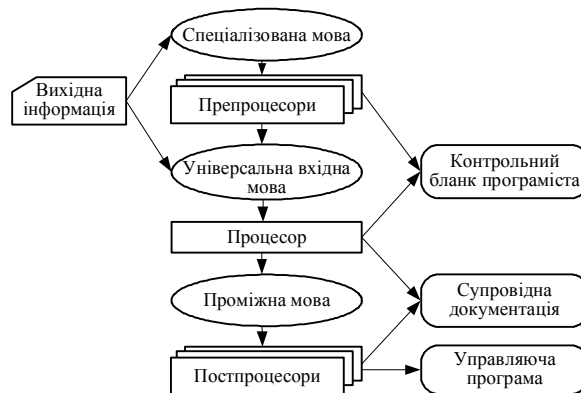 Спеціалізована мова
Вихідна
інформація
Препроцесори
Універсальна вхідна
мова
Контрольний
бланк програміста
Процесор
Проміжна мова
Супровідна
документація
Постпроцесори
Управляюча
програма